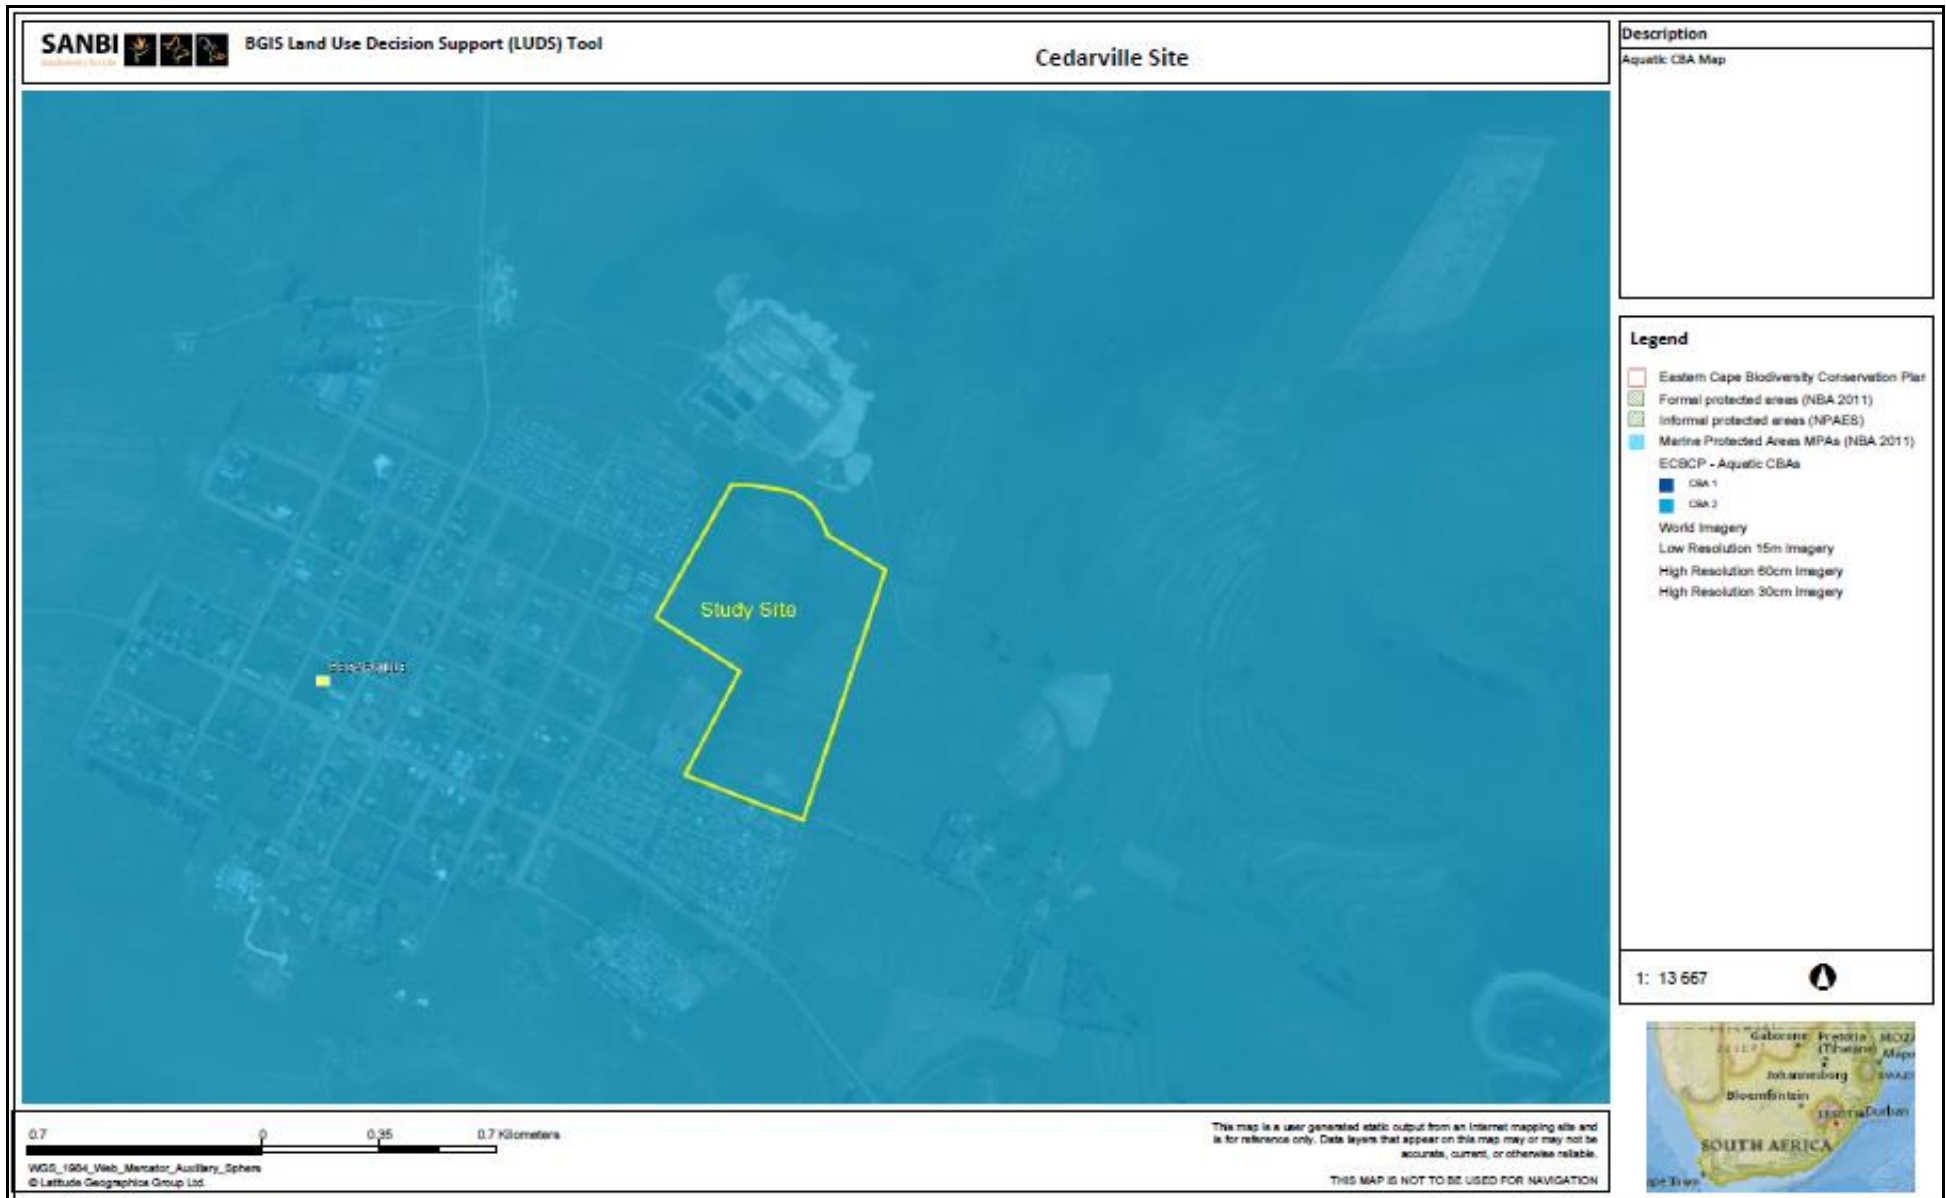 SANBI
BGIS Land Use Decision Support (LUDS) Tool
Cedarville Site
Description
Aquatic CBA Map
Study Site
Legend
Eastern Cape Biodiversity Conservation Plan
Formal protected areas (NBA 2011)
Informal protected areas (NPAES)
Marine Protected Areas MPAs (NBA 2011)
ECBCP - Aquatic CBAs
CBA 1
CBA 2
World Imagery
Low Resolution 15m Imagery
High Resolution 60cm Imagery
High Resolution 30cm Imagery
1: 13 667
0.7 0 0.35 0.7 Kilometers
WGS_1984_Web_Mercator_Auxiliary_Sphere
© Latitude Geographics Group Ltd.
This map is a user generated static output from an Internet mapping site and
is for reference only. Data layers that appear on this map may or may not be
accurate, current, or otherwise reliable.
THIS MAP IS NOT TO BE USED FOR NAVIGATION
Gaborone Pretoria
(Tshwane)
Johannesburg
Bloemfontein
LESOTHO Durban
SOUTH AFRICA